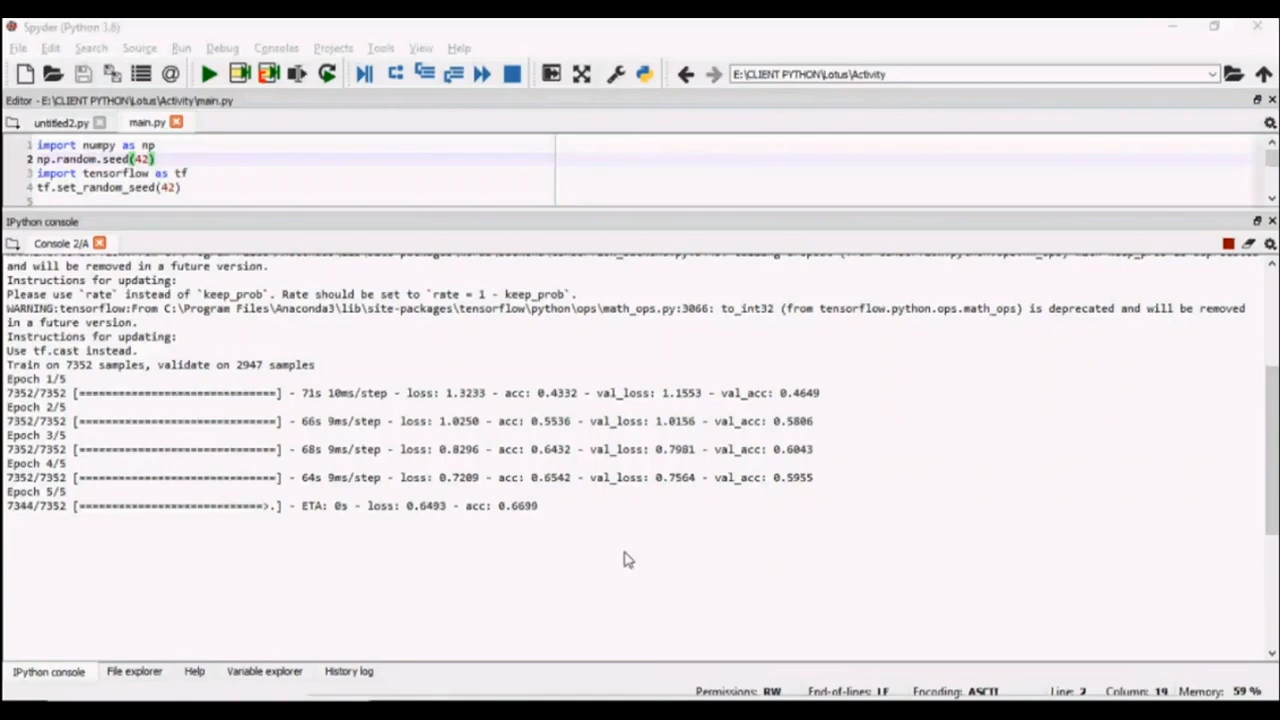 Spyder (Python 3.6)
File Edit Search Source Run Debug Consoles Projects Tools View Help
E:\CLIENT PYTHON\Lotus\Activity
Editor - E:\CLIENT PYTHON\Lotus\Activity\main.py
untitled2.py main.py
1 import numpy as np
2 np.random.seed(42)
3 import tensorflow as tf
4 tf.set_random_seed(42)
5
IPython console
Console 2/A
and will be removed in a future version.
Instructions for updating:
Please use `rate` instead of `keep_prob`. Rate should be set to `rate = 1 - keep_prob`.
WARNING:tensorflow:From C:\Program Files\Anaconda3\lib\site-packages\tensorflow\python\ops\math_ops.py:3066: to_int32 (from tensorflow.python.ops.math_ops) is deprecated and will be removed
in a future version.
Instructions for updating:
Use tf.cast instead.
Train on 7352 samples, validate on 2947 samples
Epoch 1/5
7352/7352 [==============================] - 71s 10ms/step - loss: 1.3233 - acc: 0.4332 - val_loss: 1.1553 - val_acc: 0.4649
Epoch 2/5
7352/7352 [==============================] - 66s 9ms/step - loss: 1.0250 - acc: 0.5536 - val_loss: 1.0156 - val_acc: 0.5806
Epoch 3/5
7352/7352 [==============================] - 68s 9ms/step - loss: 0.8296 - acc: 0.6432 - val_loss: 0.7981 - val_acc: 0.6043
Epoch 4/5
7352/7352 [==============================] - 64s 9ms/step - loss: 0.7209 - acc: 0.6542 - val_loss: 0.7564 - val_acc: 0.5955
Epoch 5/5
7344/7352 [============================>.] - ETA: 0s - loss: 0.6493 - acc: 0.6699
IPython console File explorer Help Variable explorer History log
Permissions: RW End-of-lines: LF Encoding: ASCII Line: 2 Column: 19 Memory: 59 %